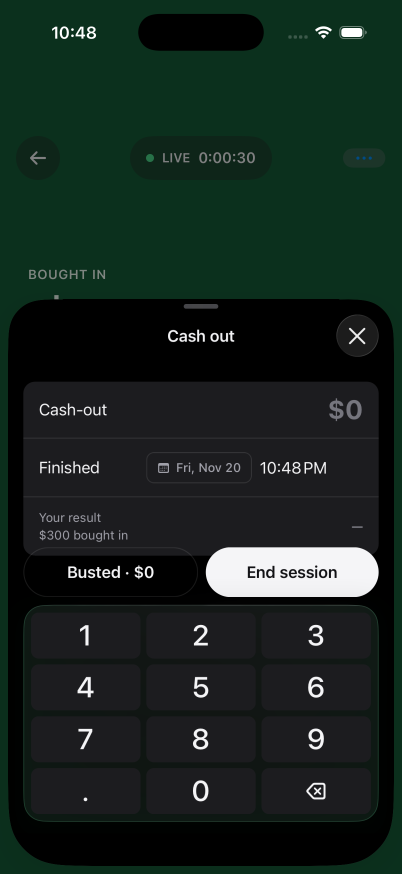 10:48
LIVE 0:00:30
BOUGHT IN
Cash out
Cash-out $0
Finished Fri, Nov 20 10:48 PM
Your result
$300 bought in –
Busted · $0 End session
1 2 3
4 5 6
7 8 9
. 0